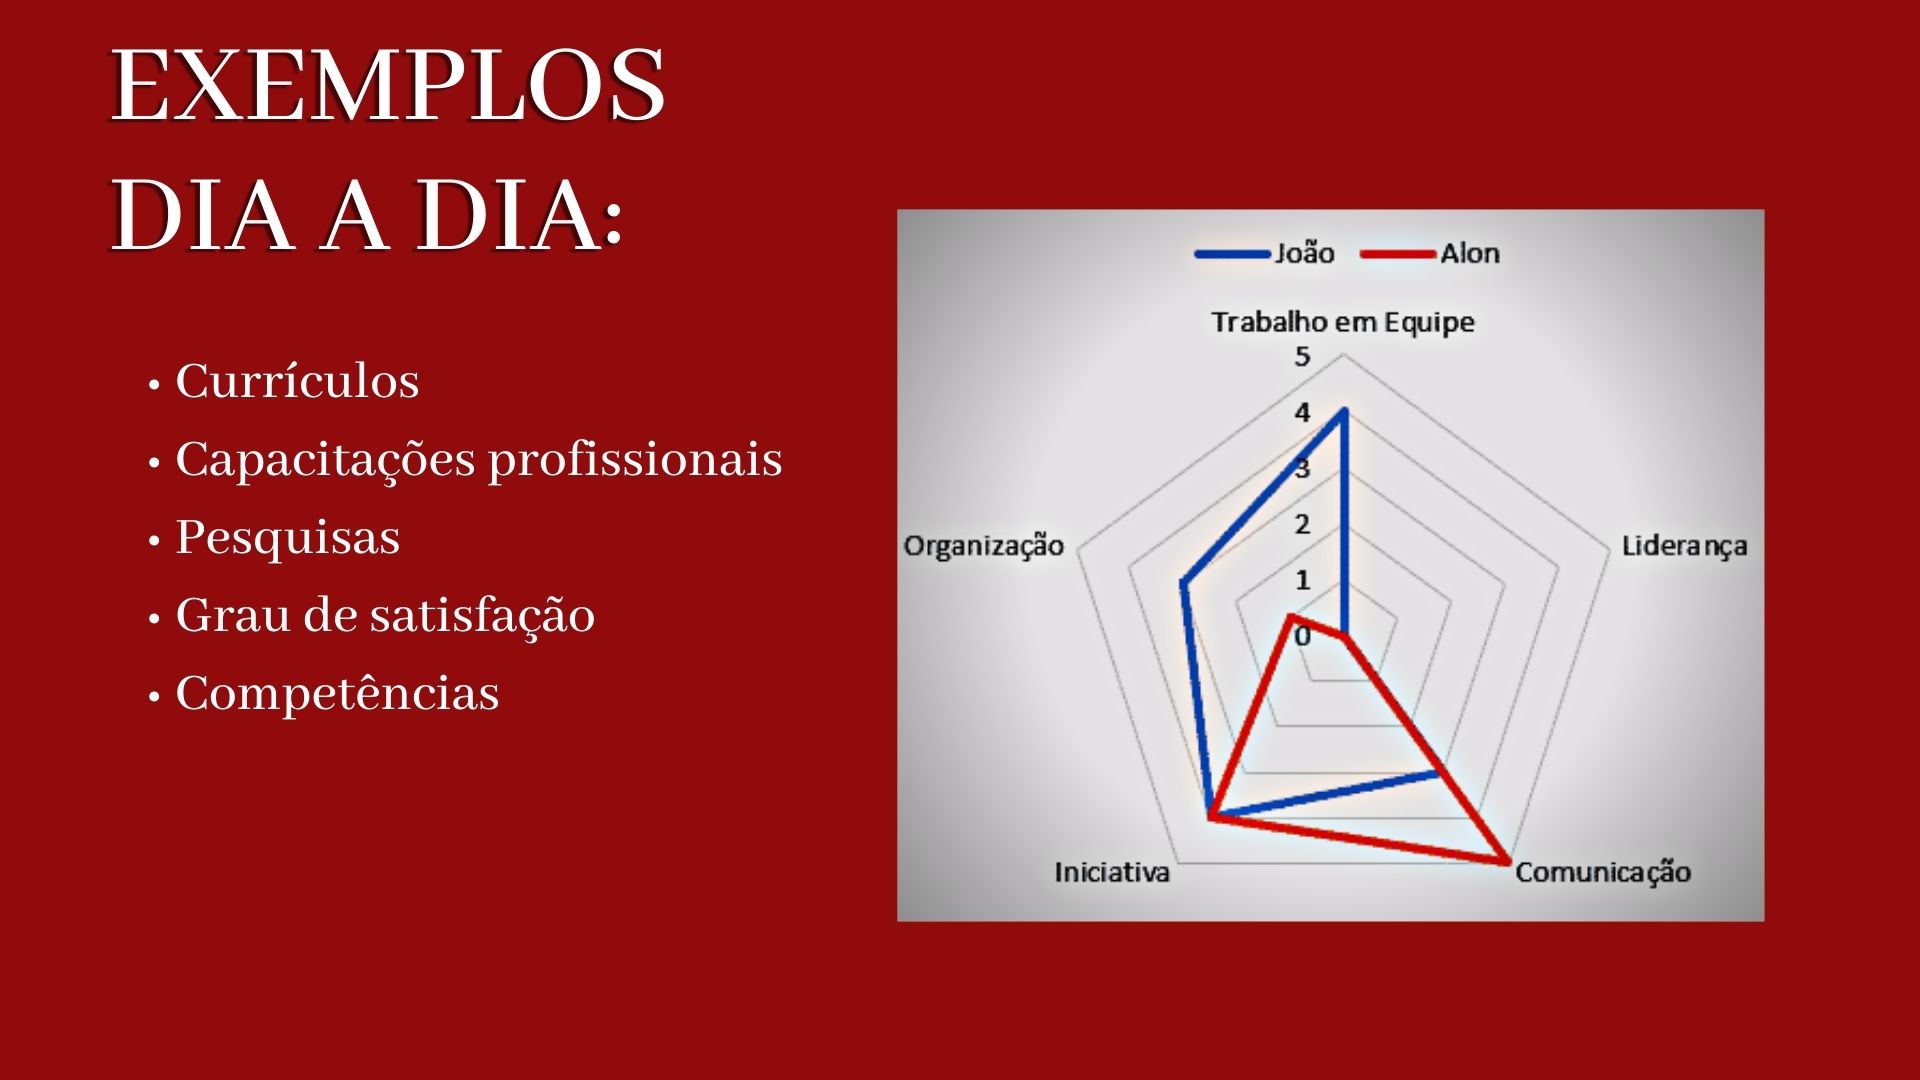 EXEMPLOS
DIA A DIA:
• Currículos
• Capacitações profissionais
• Pesquisas
• Grau de satisfação
• Competências
João Alon
Trabalho em Equipe
5
4
3
2
1
0
Organização
Liderança
Iniciativa
Comunicação